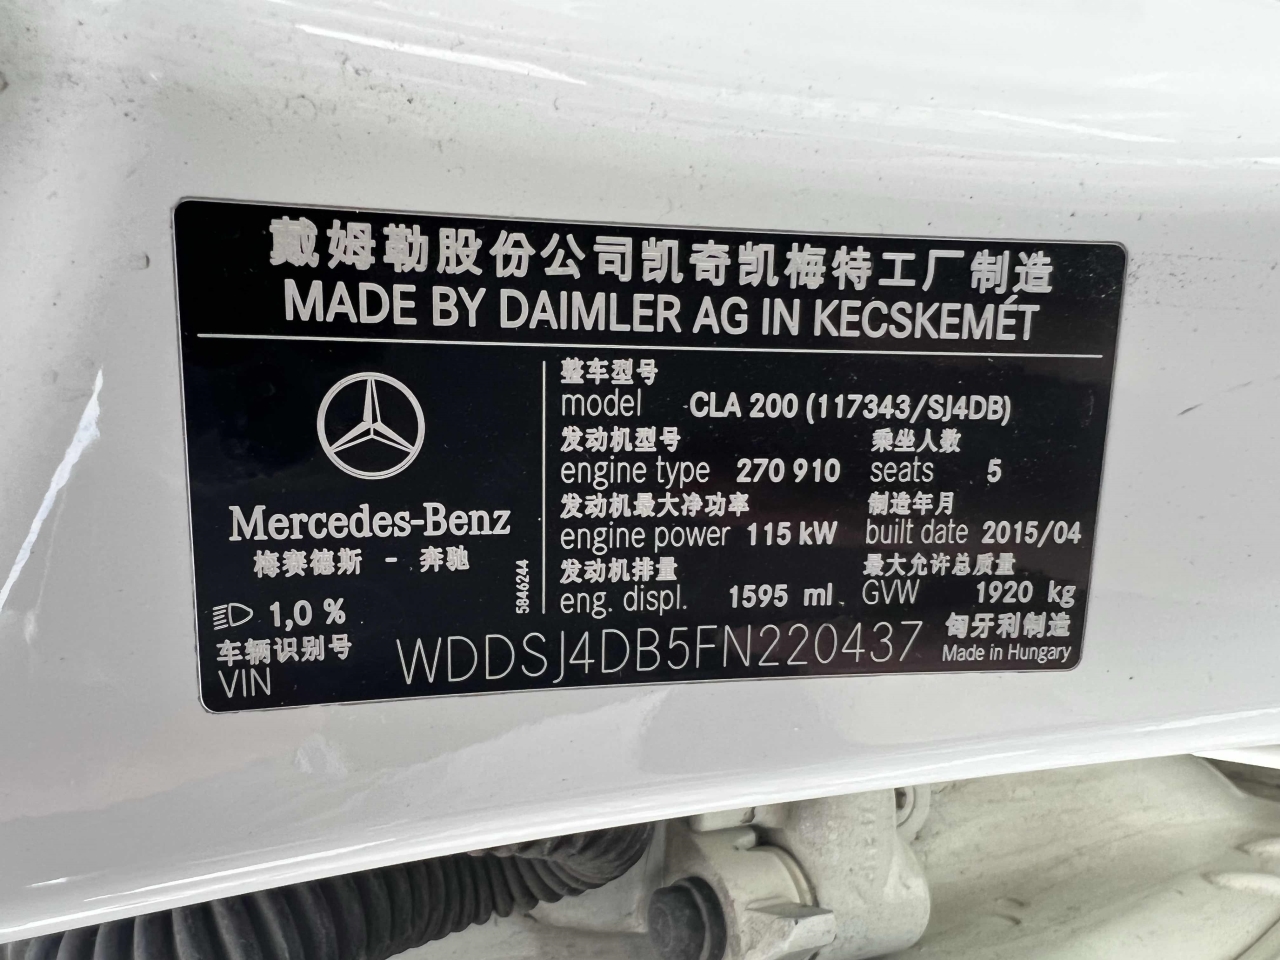 戴姆勒股份公司凯奇凯梅特工厂制造
MADE BY DAIMLER AG IN KECSKEMÉT
Mercedes-Benz
梅赛德斯 - 奔驰
1,0 %
5846244
整车型号
model CLA 200 (117343/SJ4DB)
发动机型号 乘坐人数
engine type 270 910 seats 5
发动机最大净功率 制造年月
engine power 115 kW built date 2015/04
发动机排量 最大允许总质量
eng. displ. 1595 ml GVW 1920 kg
车辆识别号
VIN WDDSJ4DB5FN220437
匈牙利制造
Made in Hungary